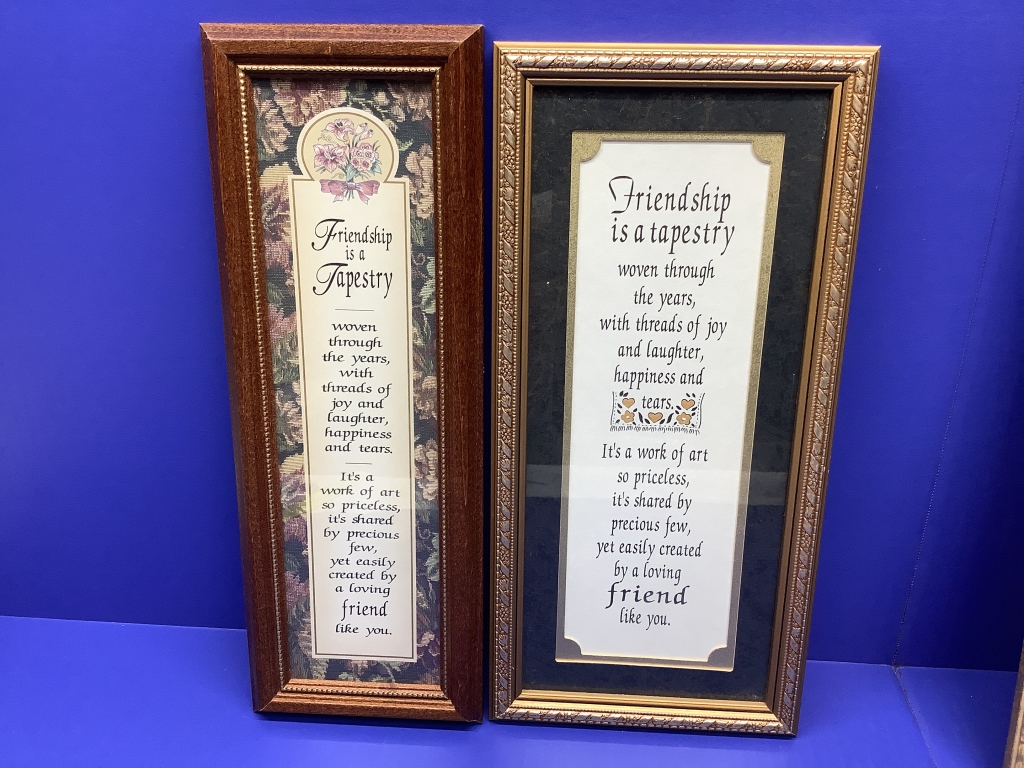 Friendship
is a
Tapestry
woven
through
the years,
with
threads of
joy and
laughter,
happiness
and tears.
It's a
work of art
so priceless,
it's shared
by precious
few,
yet easily
created by
a loving
friend
like you.
Friendship
is a tapestry
woven through
the years,
with threads of joy
and laughter,
happiness and
tears.
It's a work of art
so priceless,
it's shared by
precious few,
yet easily created
by a loving
friend
like you.